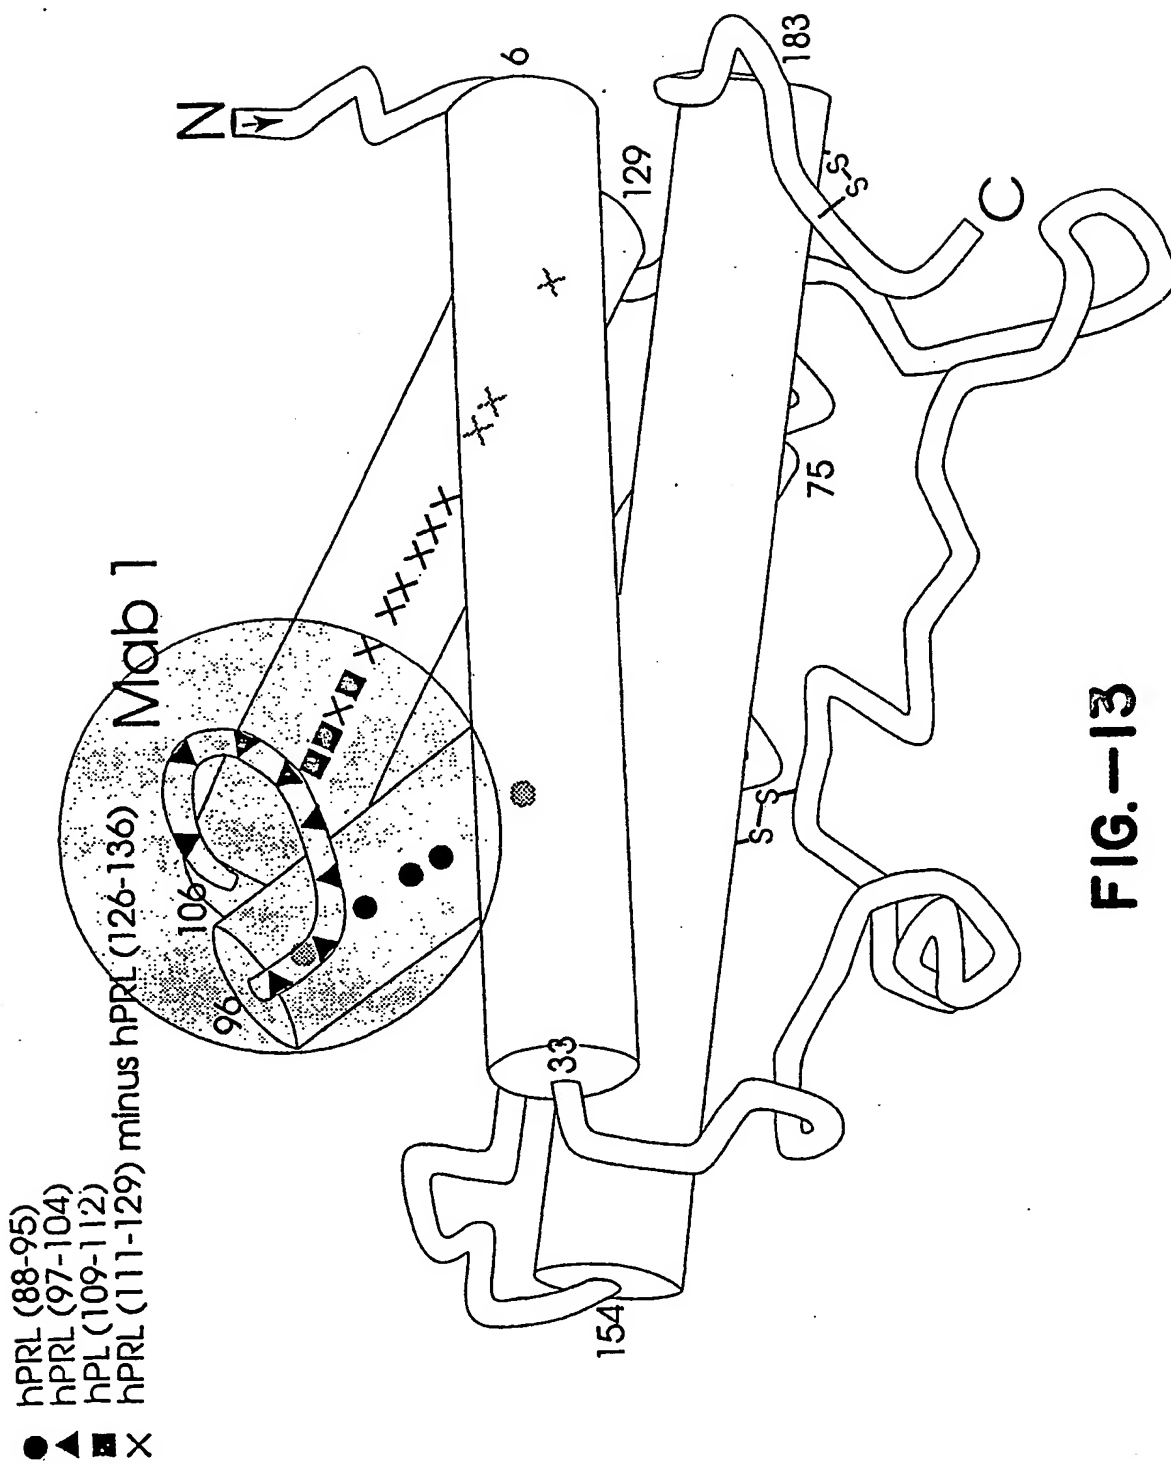 ● hPRL (88-95)
▲ hPRL (97-104)
■ hPL (109-112)
X hPRL (111-129) minus hPRL (126-136)
Mab 1
N
6
129
183
S-S
C
75
106
96
33
S-S
154
FIG.—13